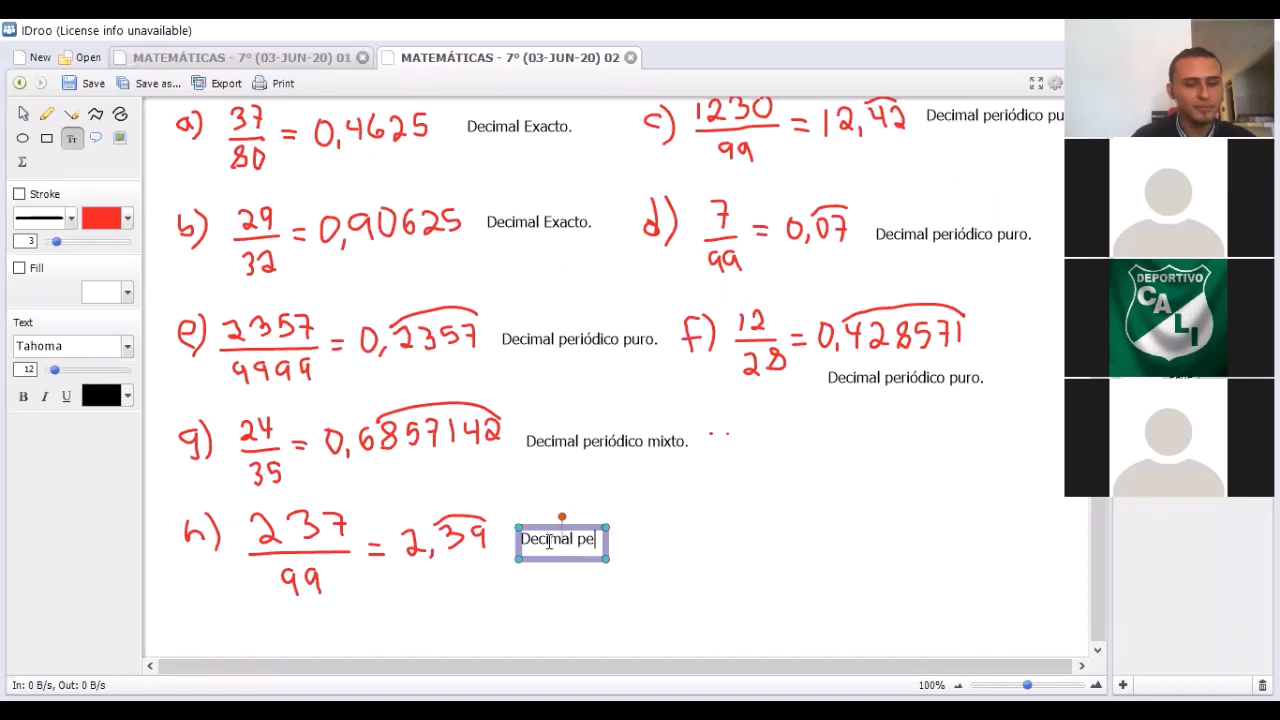 IDroo (License info unavailable)
New Open MATEMÁTICAS - 7º (03-JUN-20) 01 MATEMÁTICAS - 7º (03-JUN-20) 02
Save Save as... Export Print
a) 37/80 = 0,4625 Decimal Exacto.
c) 1230/99 = 12,42 Decimal periódico pu
Stroke
3
Fill
Text
Tahoma
12
B I U
b) 29/32 = 0,90625 Decimal Exacto.
d) 7/99 = 0,07 Decimal periódico puro.
e) 2357/9999 = 0,2357 Decimal periódico puro.
f) 12/28 = 0,428571
Decimal periódico puro.
g) 24/35 = 0,6857142 Decimal periódico mixto.
h) 237/99 = 2,39 Decimal pe
DEPORTIVO
CALI
In: 0 B/s, Out: 0 B/s
100%